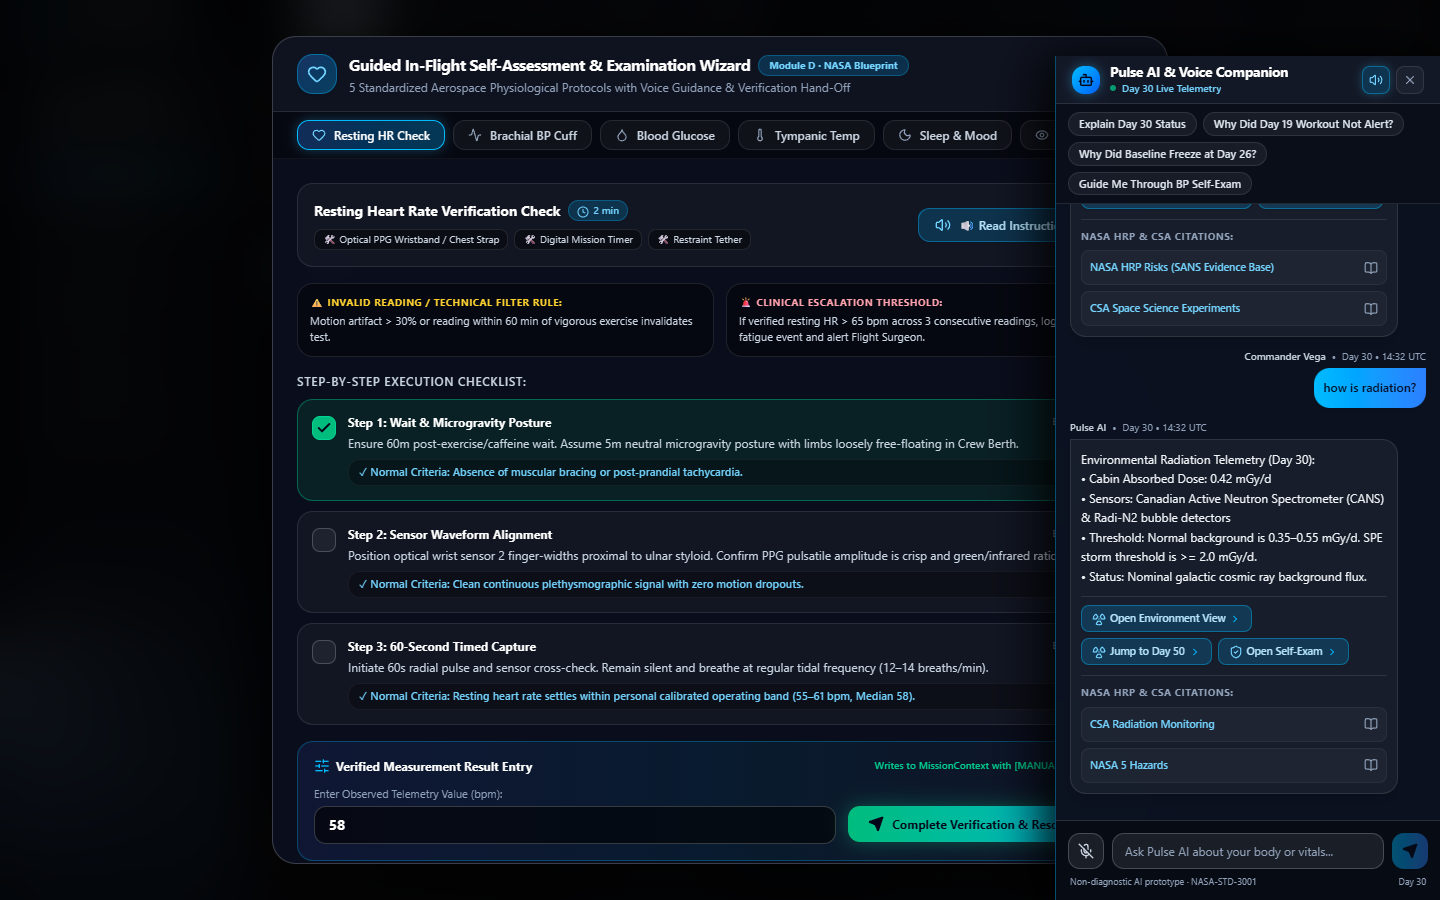 Guided In-Flight Self-Assessment & Examination Wizard
Module D • NASA Blueprint
5 Standardized Aerospace Physiological Protocols with Voice Guidance & Verification Hand-Off
Resting HR Check
Brachial BP Cuff
Blood Glucose
Tympanic Temp
Sleep & Mood
Resting Heart Rate Verification Check
2 min
Optical PPG Wristband / Chest Strap
Digital Mission Timer
Restraint Tether
Read Instructi
INVALID READING / TECHNICAL FILTER RULE:
Motion artifact > 30% or reading within 60 min of vigorous exercise invalidates
test.
CLINICAL ESCALATION THRESHOLD:
If verified resting HR > 65 bpm across 3 consecutive readings, log
fatigue event and alert Flight Surgeon.
STEP-BY-STEP EXECUTION CHECKLIST:
Step 1: Wait & Microgravity Posture
Ensure 60m post-exercise/caffeine wait. Assume 5m neutral microgravity posture with limbs loosely free-floating in Crew Berth.
✓ Normal Criteria: Absence of muscular bracing or post-prandial tachycardia.
Step 2: Sensor Waveform Alignment
Position optical wrist sensor 2 finger-widths proximal to ulnar styloid. Confirm PPG pulsatile amplitude is crisp and green/infrared ratio
✓ Normal Criteria: Clean continuous plethysmographic signal with zero motion dropouts.
Step 3: 60-Second Timed Capture
Initiate 60s radial pulse and sensor cross-check. Remain silent and breathe at regular tidal frequency (12–14 breaths/min).
✓ Normal Criteria: Resting heart rate settles within personal calibrated operating band (55–61 bpm, Median 58).
Verified Measurement Result Entry
Writes to MissionContext with [MANUA
Enter Observed Telemetry Value (bpm):
58
Complete Verification & Reso
Pulse AI & Voice Companion
Day 30 Live Telemetry
Explain Day 30 Status
Why Did Day 19 Workout Not Alert?
Why Did Baseline Freeze at Day 26?
Guide Me Through BP Self-Exam
NASA HRP & CSA CITATIONS:
NASA HRP Risks (SANS Evidence Base)
CSA Space Science Experiments
Commander Vega • Day 30 • 14:32 UTC
how is radiation?
Pulse AI • Day 30 • 14:32 UTC
Environmental Radiation Telemetry (Day 30):
• Cabin Absorbed Dose: 0.42 mGy/d
• Sensors: Canadian Active Neutron Spectrometer (CANS)
& Radi-N2 bubble detectors
• Threshold: Normal background is 0.35–0.55 mGy/d. SPE
storm threshold is >= 2.0 mGy/d.
• Status: Nominal galactic cosmic ray background flux.
Open Environment View
Jump to Day 50
Open Self-Exam
NASA HRP & CSA CITATIONS:
CSA Radiation Monitoring
NASA 5 Hazards
Ask Pulse AI about your body or vitals...
Non-diagnostic AI prototype · NASA-STD-3001
Day 30